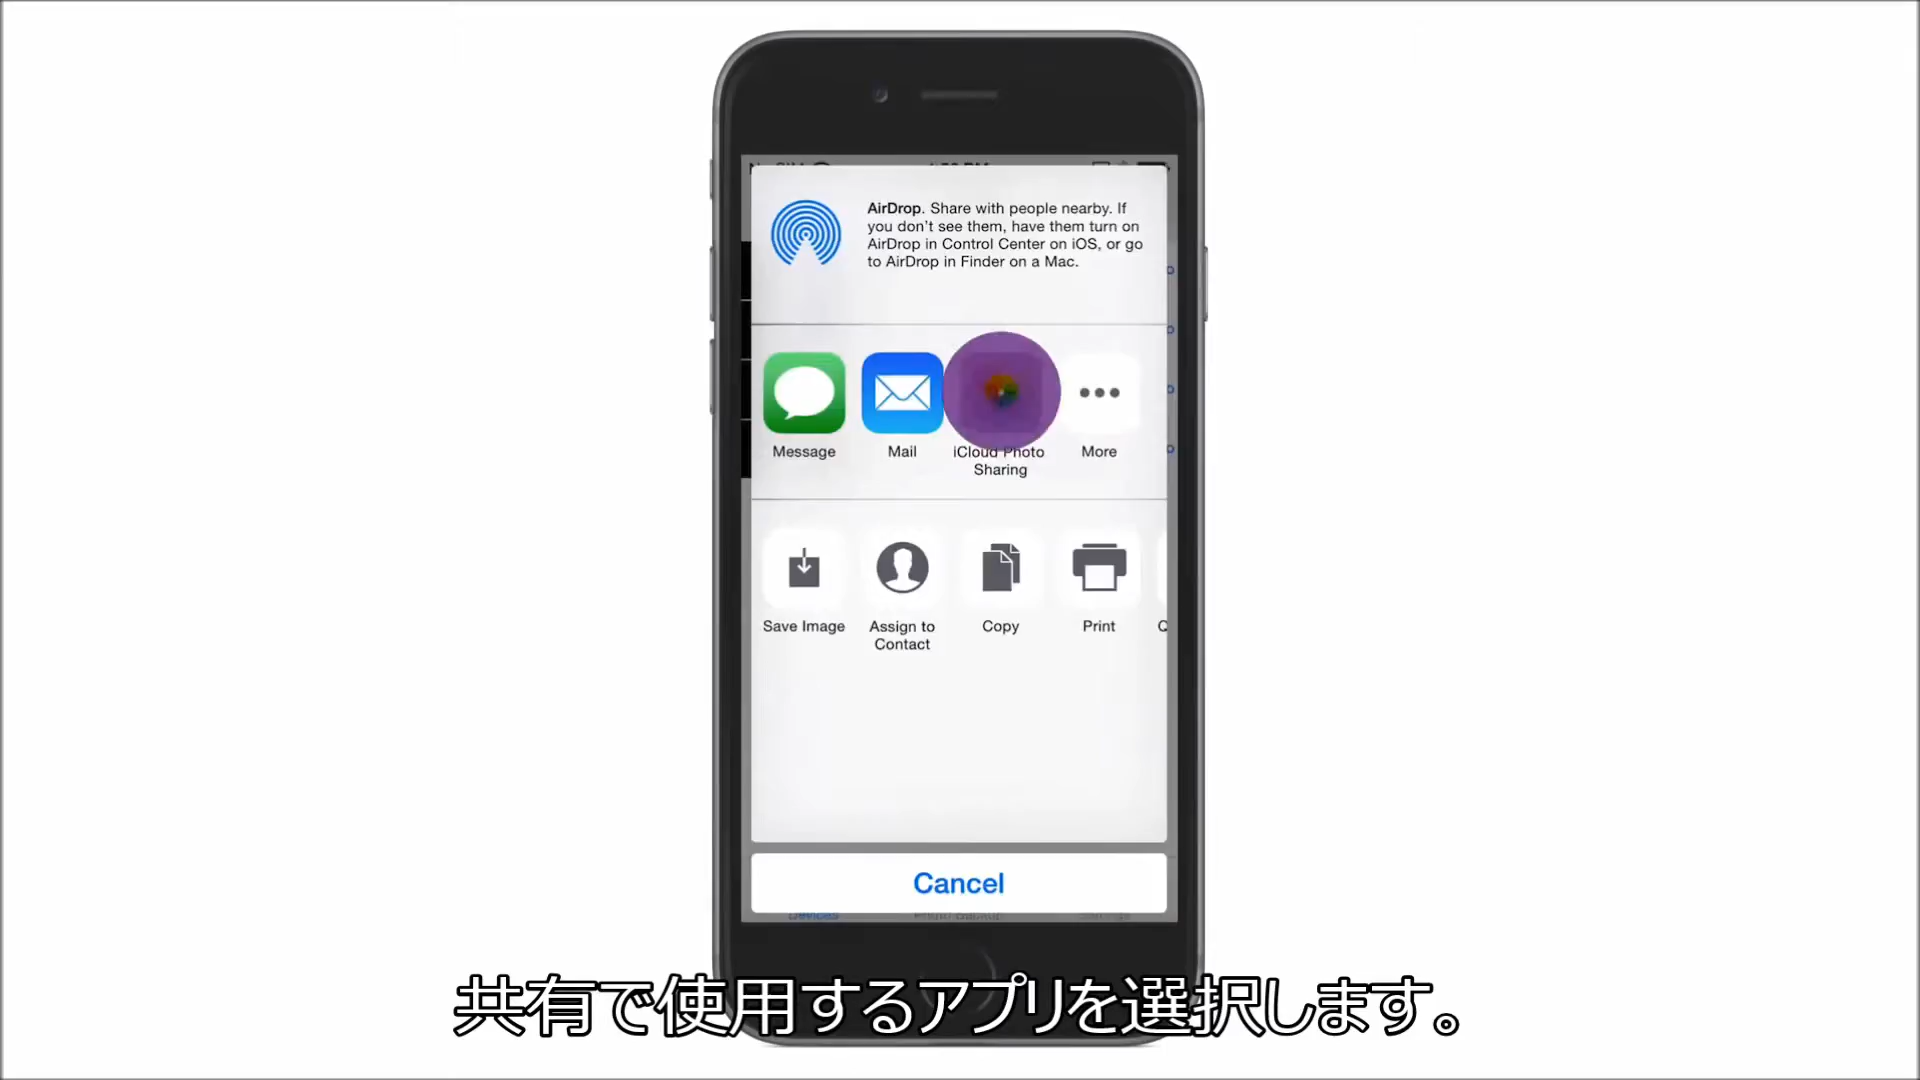 AirDrop. Share with people nearby. If
you don't see them, have them turn on
AirDrop in Control Center on iOS, or go
to AirDrop in Finder on a Mac.
Message
Mail
iCloud Photo
Sharing
More
Save Image
Assign to
Contact
Copy
Print
Cancel
Devices
共有で使用するアプリを選択します。